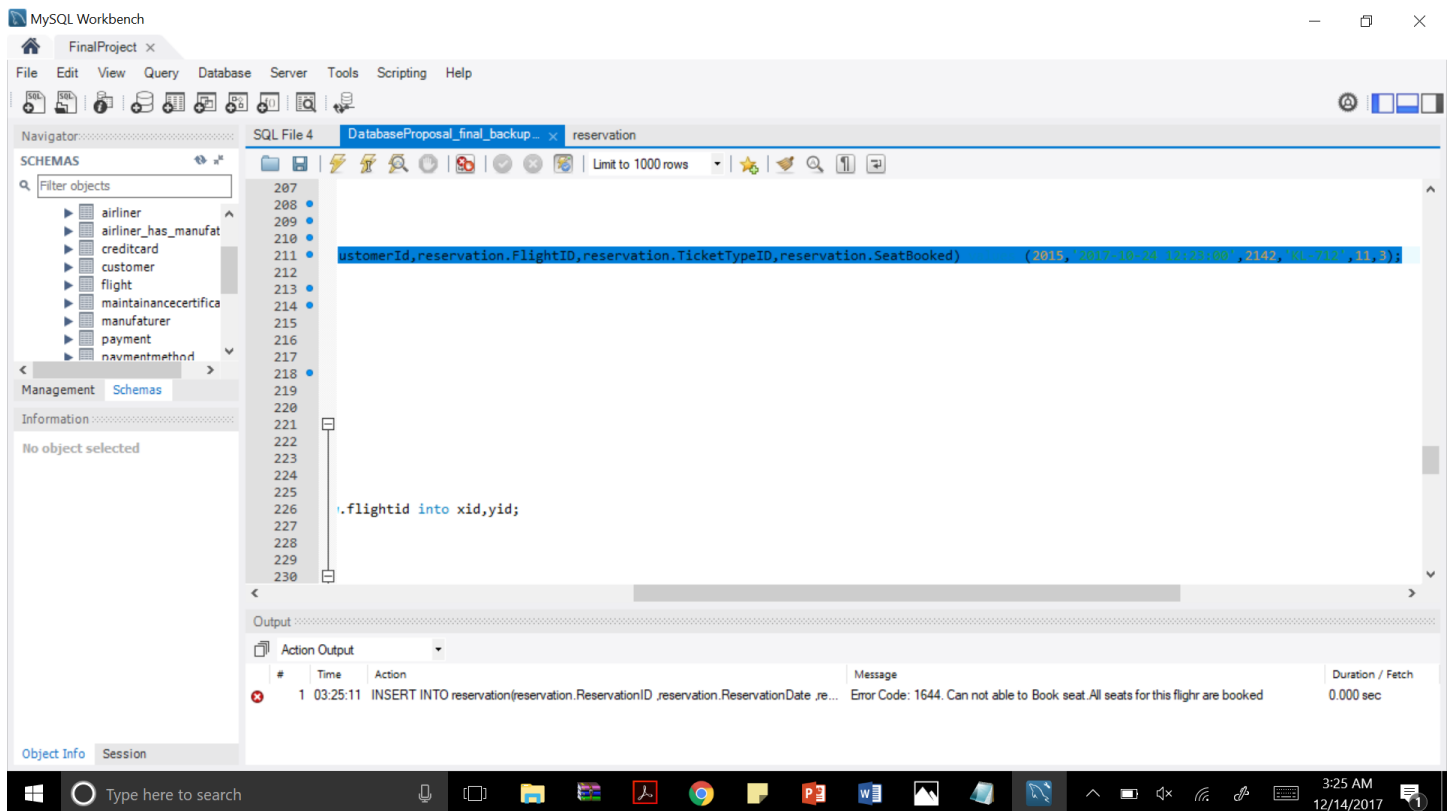 MySQL Workbench
FinalProject
File Edit View Query Database Server Tools Scripting Help
Navigator
SCHEMAS
Filter objects
airliner
airliner_has_manufat
creditcard
customer
flight
maintainancecertifica
manufaturer
payment
paymentmethod
Management Schemas
Information
No object selected
Object Info Session
SQL File 4 DatabaseProposal_final_backup... reservation
Limit to 1000 rows
207
208
209
210
211 ustomerId,reservation.FlightID,reservation.TicketTypeID,reservation.SeatBooked) (2015, ,2142, ,11,3);
212
213
214
215
216
217
218
219
220
221
222
223
224
225
226 .flightid into xid,yid;
227
228
229
230
Output
Action Output
# Time Action Message Duration / Fetch
1 03:25:11 INSERT INTO reservation(reservation.ReservationID ,reservation.ReservationDate ,re... Error Code: 1644. Can not able to Book seat.All seats for this flighr are booked 0.000 sec
Type here to search
3:25 AM
12/14/2017
1